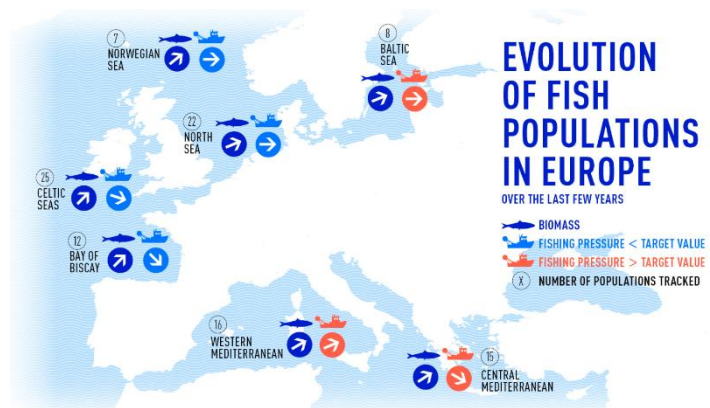 EVOLUTION
OF FISH
POPULATIONS
IN EUROPE
OVER THE LAST FEW YEARS
BIOMASS
FISHING PRESSURE < TARGET VALUE
FISHING PRESSURE > TARGET VALUE
X NUMBER OF POPULATIONS TRACKED
7
NORWEGIAN
SEA
8
BALTIC
SEA
22
NORTH
SEA
25
CELTIC
SEAS
12
BAY OF
BISCAY
16
WESTERN
MEDITERRANEAN
15
CENTRAL
MEDITERRANEAN